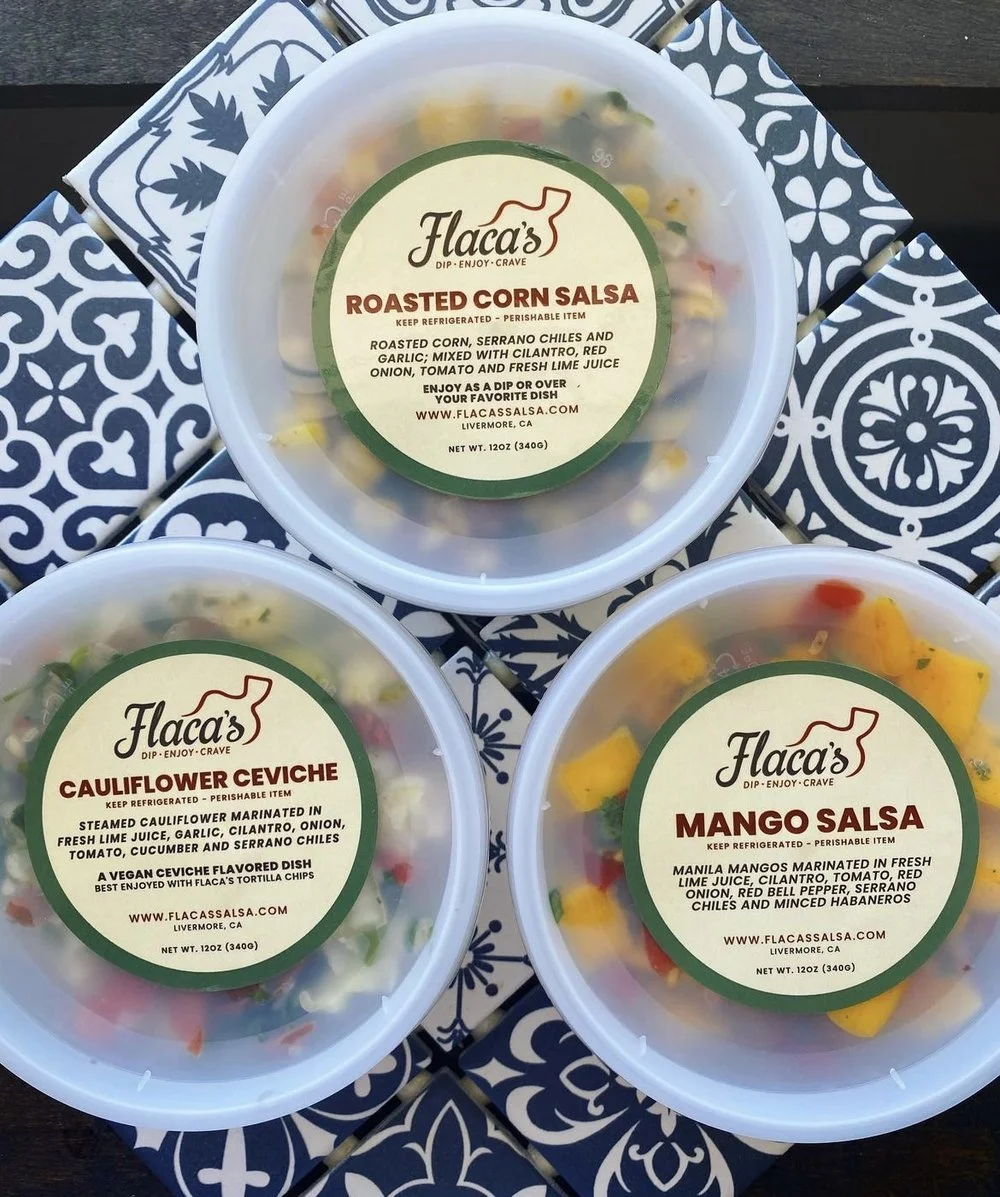 Flaca's
DIP • ENJOY • CRAVE
ROASTED CORN SALSA
KEEP REFRIGERATED - PERISHABLE ITEM
ROASTED CORN, SERRANO CHILES AND
GARLIC; MIXED WITH CILANTRO, RED
ONION, TOMATO AND FRESH LIME JUICE
ENJOY AS A DIP OR OVER
YOUR FAVORITE DISH
WWW.FLACASSALSA.COM
LIVERMORE, CA
NET WT. 12OZ (340G)
Flaca's
DIP • ENJOY • CRAVE
CAULIFLOWER CEVICHE
KEEP REFRIGERATED - PERISHABLE ITEM
STEAMED CAULIFLOWER MARINATED IN
FRESH LIME JUICE, GARLIC, CILANTRO, ONION,
TOMATO, CUCUMBER AND SERRANO CHILES
A VEGAN CEVICHE FLAVORED DISH
BEST ENJOYED WITH FLACA'S TORTILLA CHIPS
WWW.FLACASSALSA.COM
LIVERMORE, CA
NET WT. 12OZ (340G)
Flaca's
DIP • ENJOY • CRAVE
MANGO SALSA
KEEP REFRIGERATED - PERISHABLE ITEM
MANILA MANGOS MARINATED IN FRESH
LIME JUICE, CILANTRO, TOMATO, RED
ONION, RED BELL PEPPER, SERRANO
CHILES AND MINCED HABANEROS
WWW.FLACASSALSA.COM
LIVERMORE, CA
NET WT. 12OZ (340G)